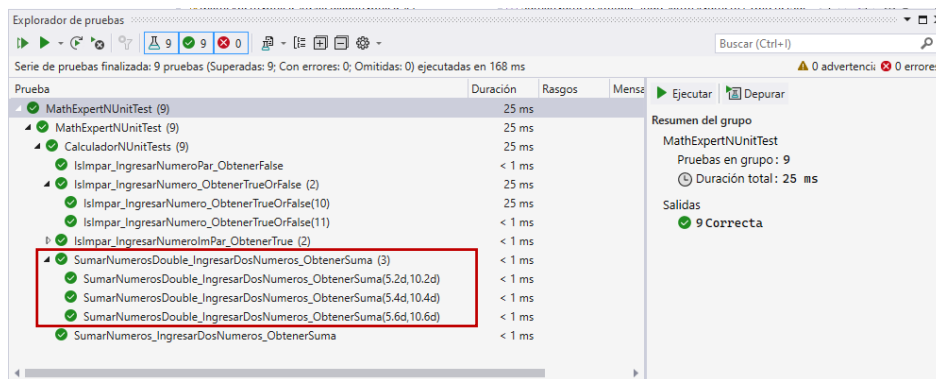 Explorador de pruebas
9 9 0
Buscar (Ctrl+I)
Serie de pruebas finalizada: 9 pruebas (Superadas: 9; Con errores: 0; Omitidas: 0) ejecutadas en 168 ms
0 advertenci 0 errores
Prueba Duración Rasgos Mensa
MathExpertNUnitTest (9) 25 ms
MathExpertNUnitTest (9) 25 ms
CalculadorNUnitTests (9) 25 ms
IsImpar_IngresarNumeroPar_ObtenerFalse < 1 ms
IsImpar_IngresarNumero_ObtenerTrueOrFalse (2) 25 ms
IsImpar_IngresarNumero_ObtenerTrueOrFalse(10) 25 ms
IsImpar_IngresarNumero_ObtenerTrueOrFalse(11) < 1 ms
IsImpar_IngresarNumeroImPar_ObtenerTrue (2) < 1 ms
SumarNumerosDouble_IngresarDosNumeros_ObtenerSuma (3) < 1 ms
SumarNumerosDouble_IngresarDosNumeros_ObtenerSuma(5.2d,10.2d) < 1 ms
SumarNumerosDouble_IngresarDosNumeros_ObtenerSuma(5.4d,10.4d) < 1 ms
SumarNumerosDouble_IngresarDosNumeros_ObtenerSuma(5.6d,10.6d) < 1 ms
SumarNumeros_IngresarDosNumeros_ObtenerSuma < 1 ms
Ejecutar Depurar
Resumen del grupo
MathExpertNUnitTest
Pruebas en grupo: 9
Duración total: 25 ms
Salidas
9 Correcta